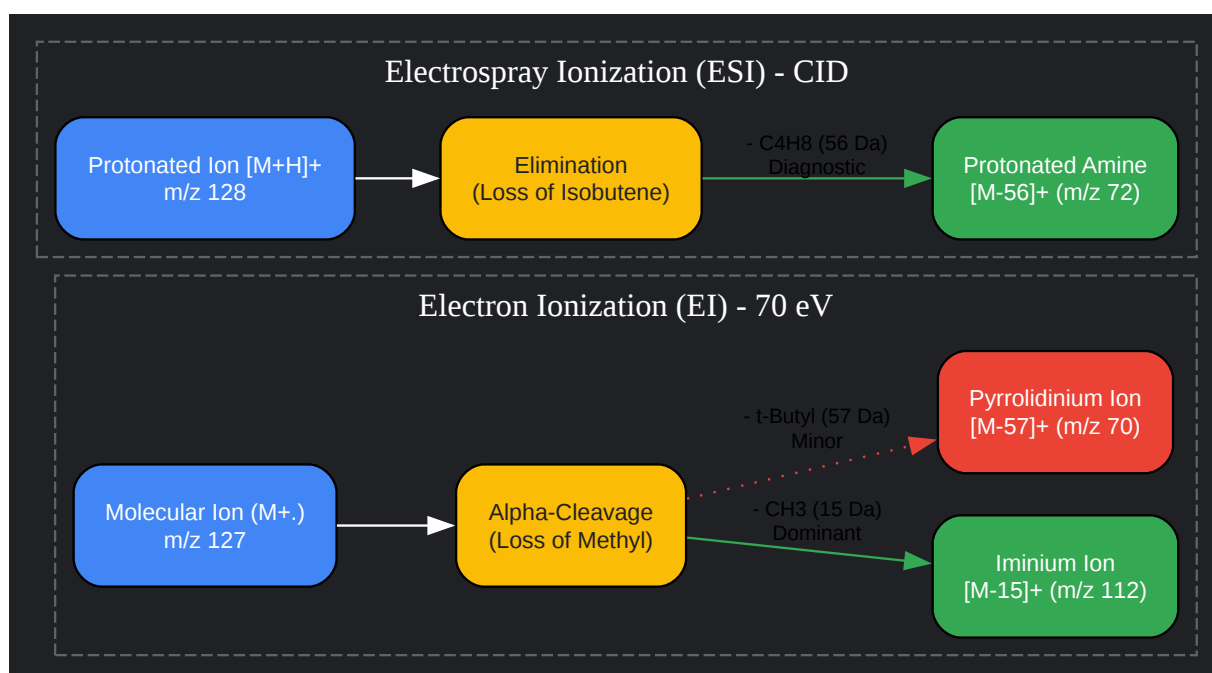 Electrospray Ionization (ESI) - CID
Protonated Ion [M+H]+
m/z 128
Elimination
(Loss of Isobutene)
- C4H8 (56 Da)
Diagnostic
Protonated Amine
[M-56]+ (m/z 72)
Electron Ionization (EI) - 70 eV
Molecular Ion (M+.)
m/z 127
Alpha-Cleavage
(Loss of Methyl)
- t-Butyl (57 Da)
Minor
Pyrrolidinium Ion
[M-57]+ (m/z 70)
- CH3 (15 Da)
Dominant
Iminium Ion
[M-15]+ (m/z 112)